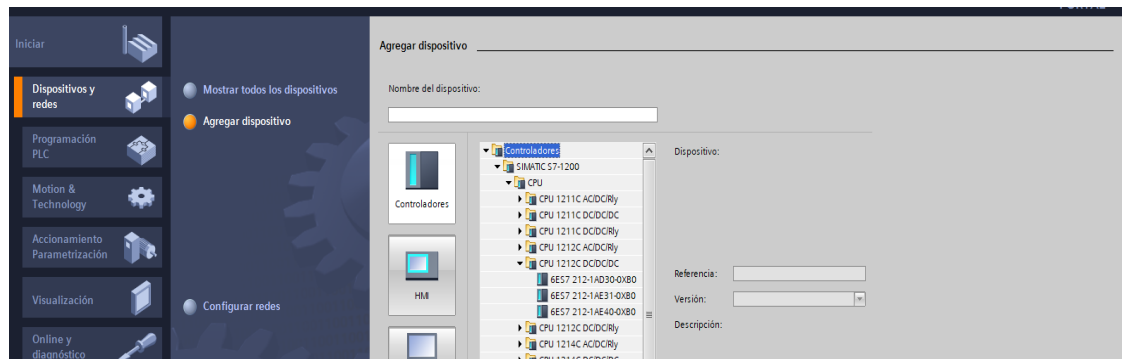 Iniciar
Dispositivos y
redes
Programación
PLC
Motion &
Technology
Accionamiento
Parametrización
Visualización
Online y
diagnóstico
Mostrar todos los dispositivos
Agregar dispositivo
Configurar redes
Agregar dispositivo
Nombre del dispositivo:
Controladores
HMI
Controladores
SIMATIC S7-1200
CPU
CPU 1211C AC/DC/Rly
CPU 1211C DC/DC/DC
CPU 1211C DC/DC/Rly
CPU 1212C AC/DC/Rly
CPU 1212C DC/DC/DC
6ES7 212-1AD30-0XB0
6ES7 212-1AE31-0XB0
6ES7 212-1AE40-0XB0
CPU 1212C DC/DC/Rly
CPU 1214C AC/DC/Rly
Dispositivo:
Referencia:
Versión:
Descripción: